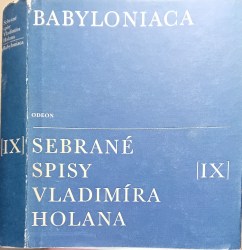 BABYLONIACA
ODEON
|IX|
SEBRANÉ
SPISY
VLADIMÍRA
HOLANA
|IX|